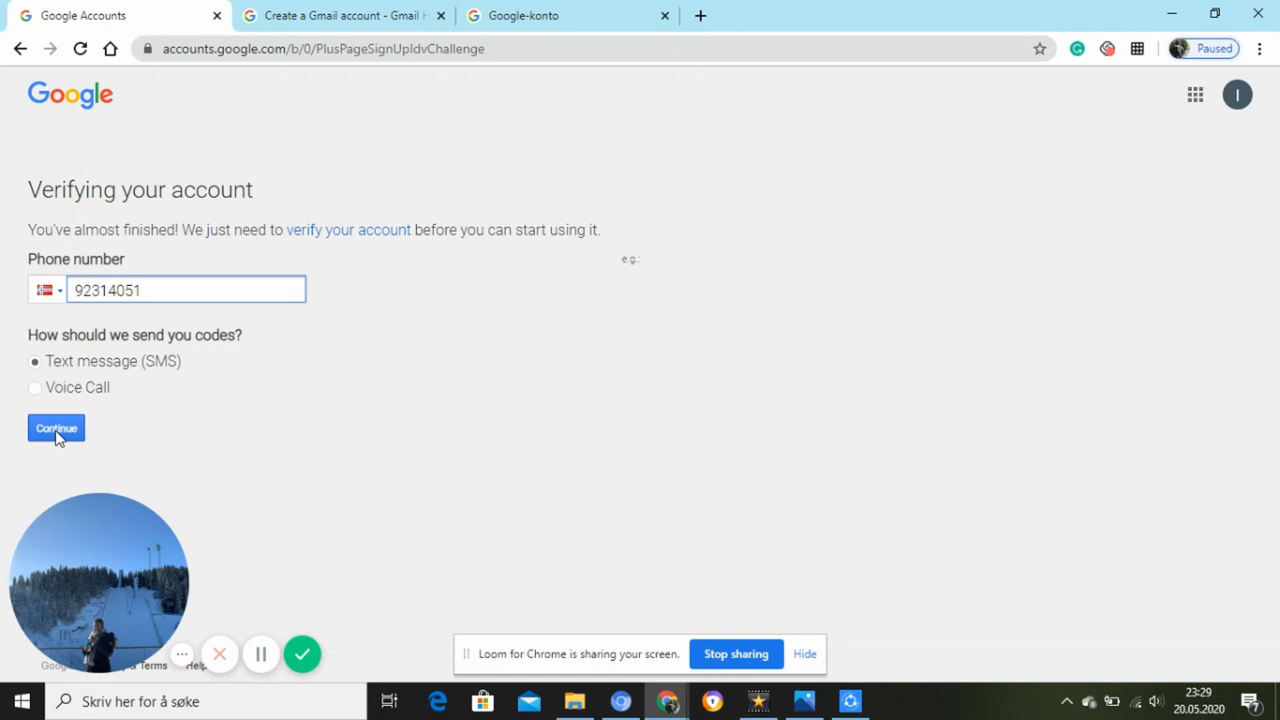 Google Accounts
Create a Gmail account - Gmail H
Google-konto
accounts.google.com/b/0/PlusPageSignUpIdvChallenge
Paused
Google
I
Verifying your account
You've almost finished! We just need to verify your account before you can start using it.
Phone number
e.g.:
92314051
How should we send you codes?
Text message (SMS)
Voice Call
Continue
Loom for Chrome is sharing your screen.
Stop sharing
Hide
& Terms
Help
Skriv her for å søke
23:29
20.05.2020
7